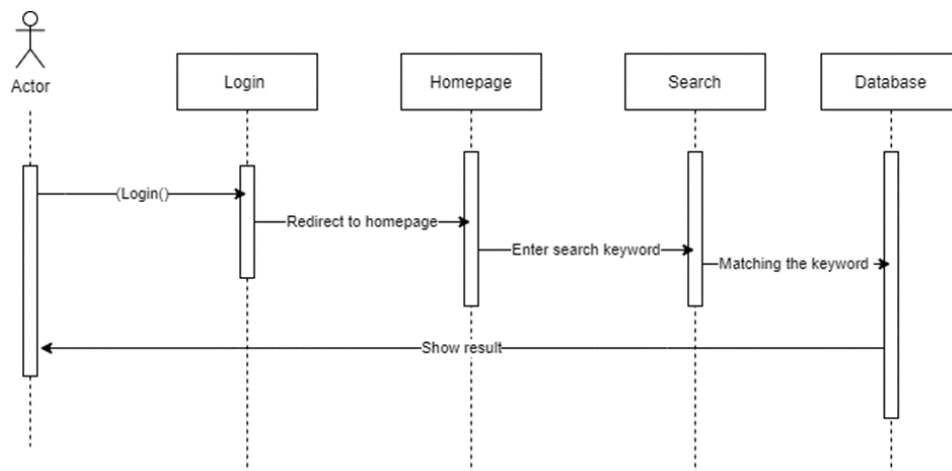 Actor
Login
Homepage
Search
Database
(Login()
Redirect to homepage
Enter search keyword
Matching the keyword
Show result